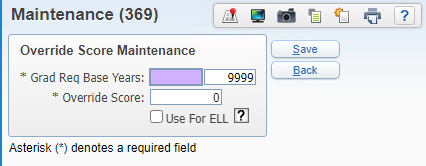 Maintenance (369)
?
Override Score Maintenance
* Grad Req Base Years: 9999
* Override Score: 0
Use For ELL ?
Save
Back
Asterisk (*) denotes a required field